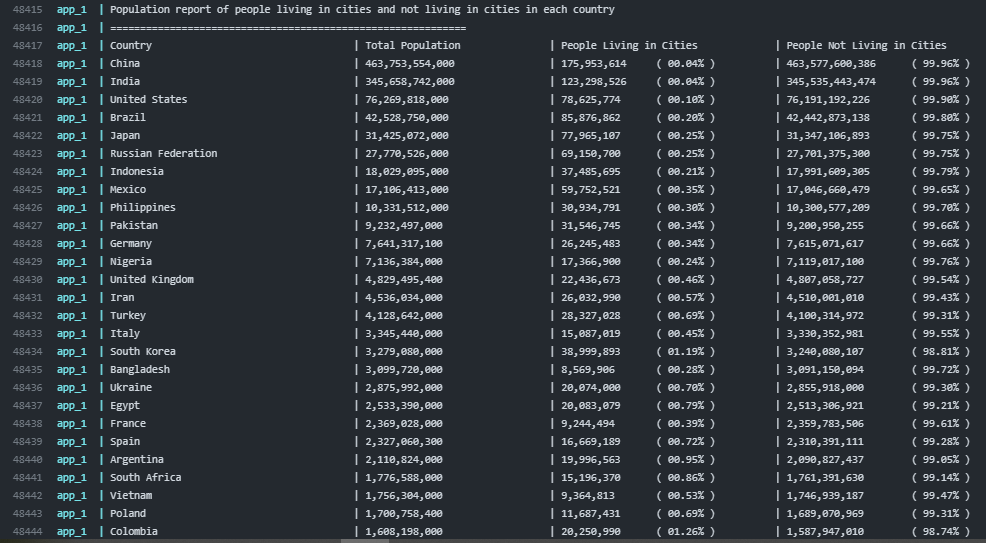 48415 app_1 | Population report of people living in cities and not living in cities in each country
48416 app_1 | ========================================================
48417 app_1 | Country | Total Population | People Living in Cities | People Not Living in Cities
48418 app_1 | China | 463,753,554,000 | 175,953,614 ( 00.04% ) | 463,577,600,386 ( 99.96% )
48419 app_1 | India | 345,658,742,000 | 123,298,526 ( 00.04% ) | 345,535,443,474 ( 99.96% )
48420 app_1 | United States | 76,269,818,000 | 78,625,774 ( 00.10% ) | 76,191,192,226 ( 99.90% )
48421 app_1 | Brazil | 42,528,750,000 | 85,876,862 ( 00.20% ) | 42,442,873,138 ( 99.80% )
48422 app_1 | Japan | 31,425,072,000 | 77,965,107 ( 00.25% ) | 31,347,106,893 ( 99.75% )
48423 app_1 | Russian Federation | 27,770,526,000 | 69,150,700 ( 00.25% ) | 27,701,375,300 ( 99.75% )
48424 app_1 | Indonesia | 18,029,095,000 | 37,485,695 ( 00.21% ) | 17,991,609,305 ( 99.79% )
48425 app_1 | Mexico | 17,106,413,000 | 59,752,521 ( 00.35% ) | 17,046,660,479 ( 99.65% )
48426 app_1 | Philippines | 10,331,512,000 | 30,934,791 ( 00.30% ) | 10,300,577,209 ( 99.70% )
48427 app_1 | Pakistan | 9,232,497,000 | 31,546,745 ( 00.34% ) | 9,200,950,255 ( 99.66% )
48428 app_1 | Germany | 7,641,317,100 | 26,245,483 ( 00.34% ) | 7,615,071,617 ( 99.66% )
48429 app_1 | Nigeria | 7,136,384,000 | 17,366,900 ( 00.24% ) | 7,119,017,100 ( 99.76% )
48430 app_1 | United Kingdom | 4,829,495,400 | 22,436,673 ( 00.46% ) | 4,807,058,727 ( 99.54% )
48431 app_1 | Iran | 4,536,034,000 | 26,032,990 ( 00.57% ) | 4,510,001,010 ( 99.43% )
48432 app_1 | Turkey | 4,128,642,000 | 28,327,028 ( 00.69% ) | 4,100,314,972 ( 99.31% )
48433 app_1 | Italy | 3,345,440,000 | 15,087,019 ( 00.45% ) | 3,330,352,981 ( 99.55% )
48434 app_1 | South Korea | 3,279,080,000 | 38,999,893 ( 01.19% ) | 3,240,080,107 ( 98.81% )
48435 app_1 | Bangladesh | 3,099,720,000 | 8,569,906 ( 00.28% ) | 3,091,150,094 ( 99.72% )
48436 app_1 | Ukraine | 2,875,992,000 | 20,074,000 ( 00.70% ) | 2,855,918,000 ( 99.30% )
48437 app_1 | Egypt | 2,533,390,000 | 20,083,079 ( 00.79% ) | 2,513,306,921 ( 99.21% )
48438 app_1 | France | 2,369,028,000 | 9,244,494 ( 00.39% ) | 2,359,783,506 ( 99.61% )
48439 app_1 | Spain | 2,327,060,300 | 16,669,189 ( 00.72% ) | 2,310,391,111 ( 99.28% )
48440 app_1 | Argentina | 2,110,824,000 | 19,996,563 ( 00.95% ) | 2,090,827,437 ( 99.05% )
48441 app_1 | South Africa | 1,776,588,000 | 15,196,370 ( 00.86% ) | 1,761,391,630 ( 99.14% )
48442 app_1 | Vietnam | 1,756,304,000 | 9,364,813 ( 00.53% ) | 1,746,939,187 ( 99.47% )
48443 app_1 | Poland | 1,700,758,400 | 11,687,431 ( 00.69% ) | 1,689,070,969 ( 99.31% )
48444 app_1 | Colombia | 1,608,198,000 | 20,250,990 ( 01.26% ) | 1,587,947,010 ( 98.74% )